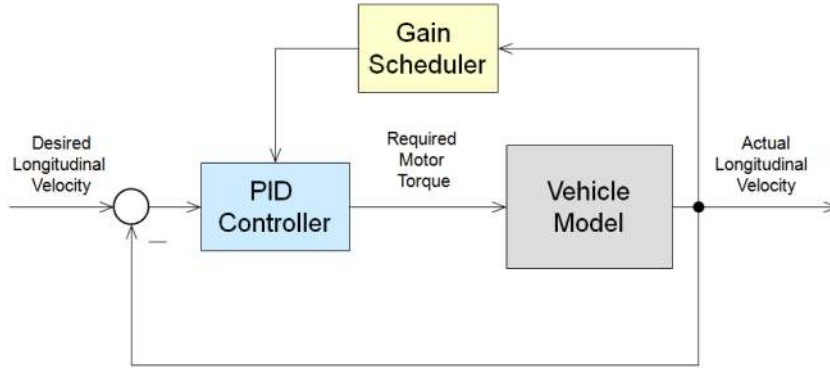 Gain
Scheduler
Desired
Longitudinal
Velocity
PID
Controller
Required
Motor
Torque
Vehicle
Model
Actual
Longitudinal
Velocity